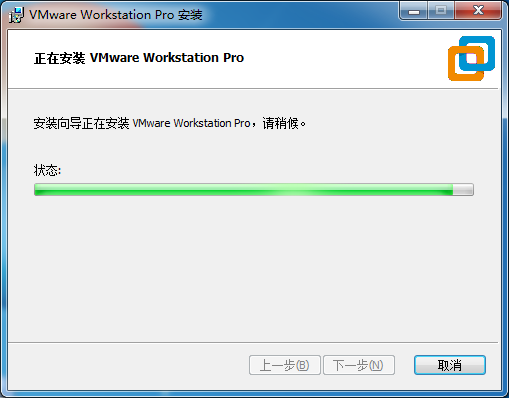 VMware Workstation Pro 安装
正在安装 VMware Workstation Pro
安装向导正在安装 VMware Workstation Pro，请稍候。
状态:
上一步(B) 下一步(N) 取消